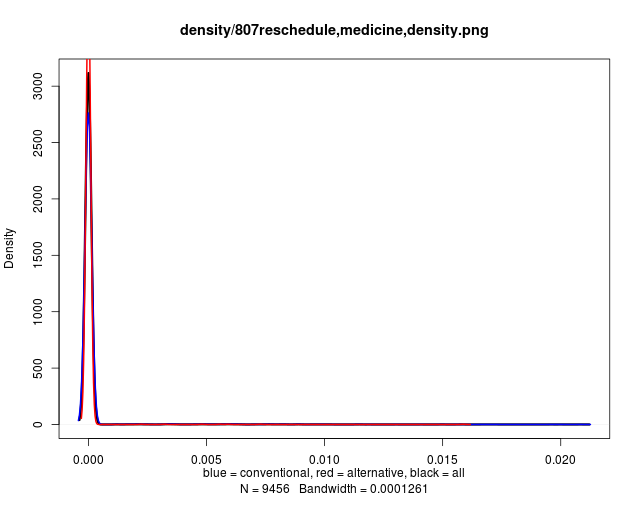 density/807reschedule,medicine,density.png
Density
3000
2500
2000
1500
1000
500
0
0.000 0.005 0.010 0.015 0.020
blue = conventional, red = alternative, black = all
N = 9456 Bandwidth = 0.0001261